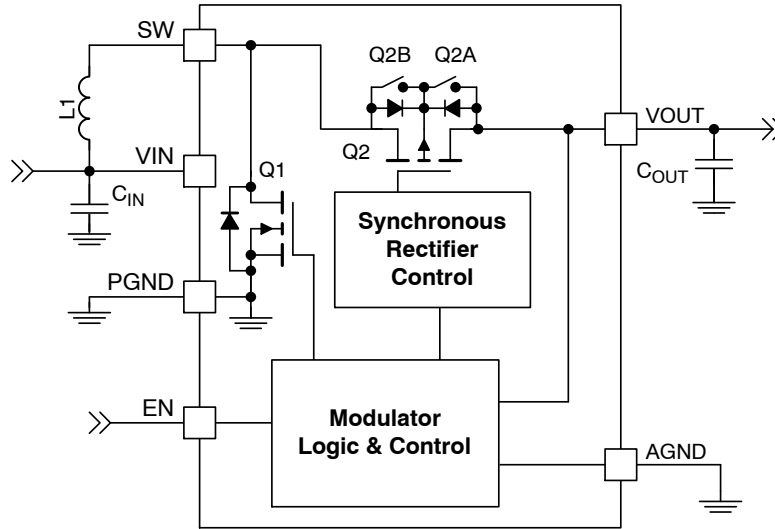 SW
Q2B
Q2A
L1
VOUT
VIN
Q1
Q2
CIN
COUT
Synchronous
Rectifier
Control
PGND
EN
Modulator
Logic & Control
AGND